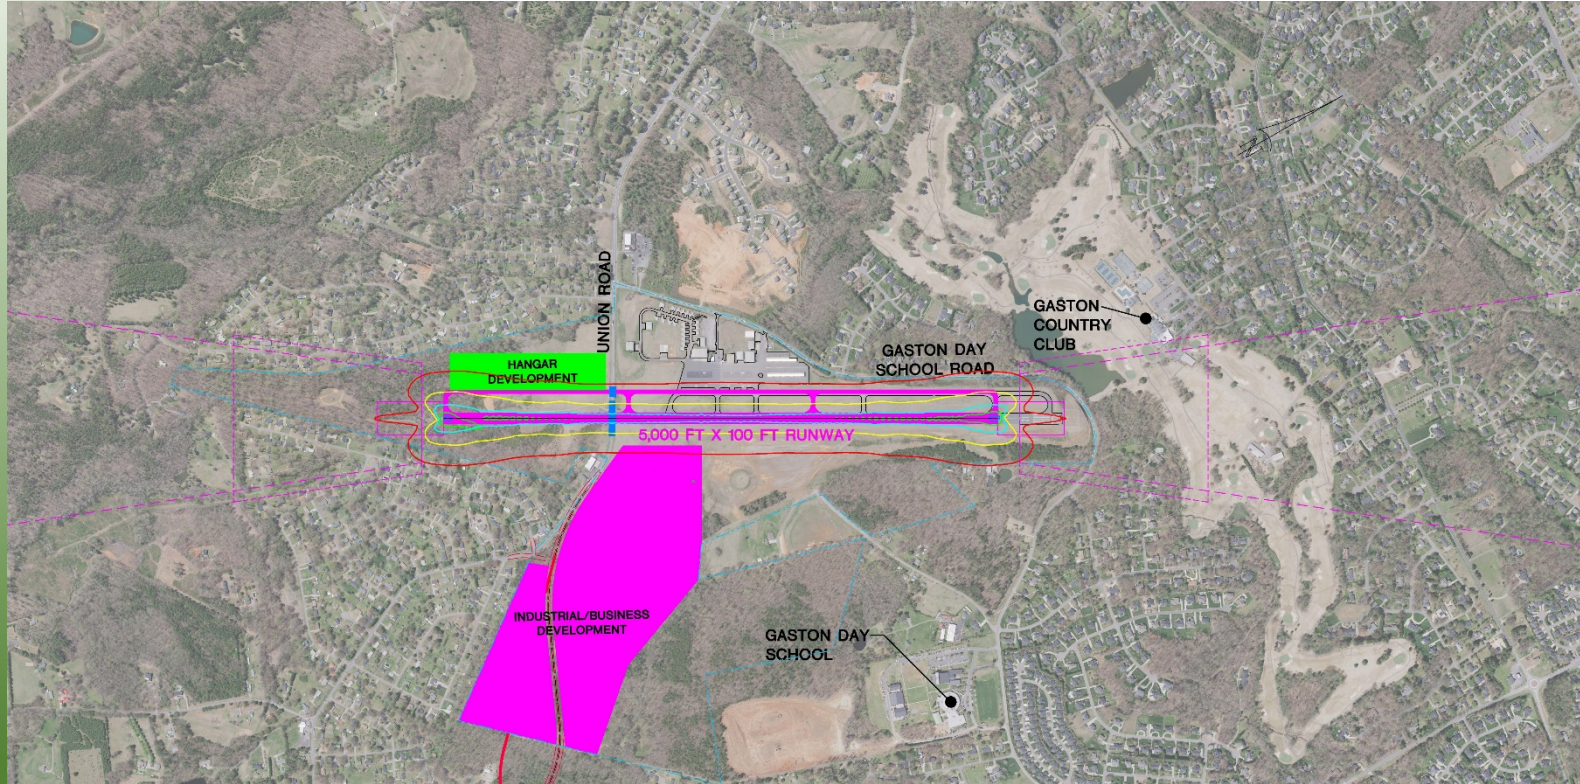 UNION ROAD
HANGAR
DEVELOPMENT
GASTON
COUNTRY
CLUB
GASTON DAY
SCHOOL ROAD
5,000 FT X 100 FT RUNWAY
INDUSTRIAL/BUSINESS
DEVELOPMENT
GASTON DAY
SCHOOL